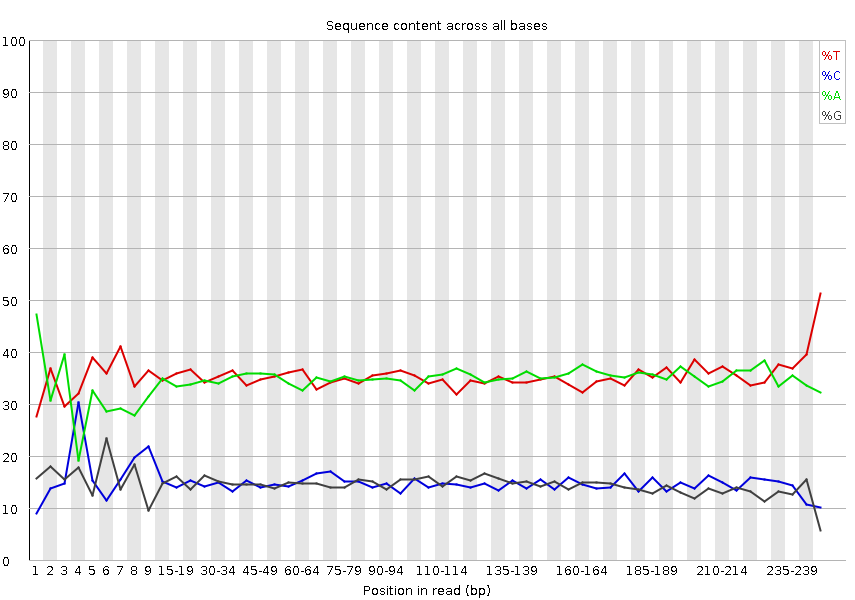 Sequence content across all bases
100
90
80
70
60
50
40
30
20
10
0
%T
%C
%A
%G
1 2 3 4 5 6 7 8 9 15-19 30-34 45-49 60-64 75-79 90-94 110-114 135-139 160-164 185-189 210-214 235-239
Position in read (bp)